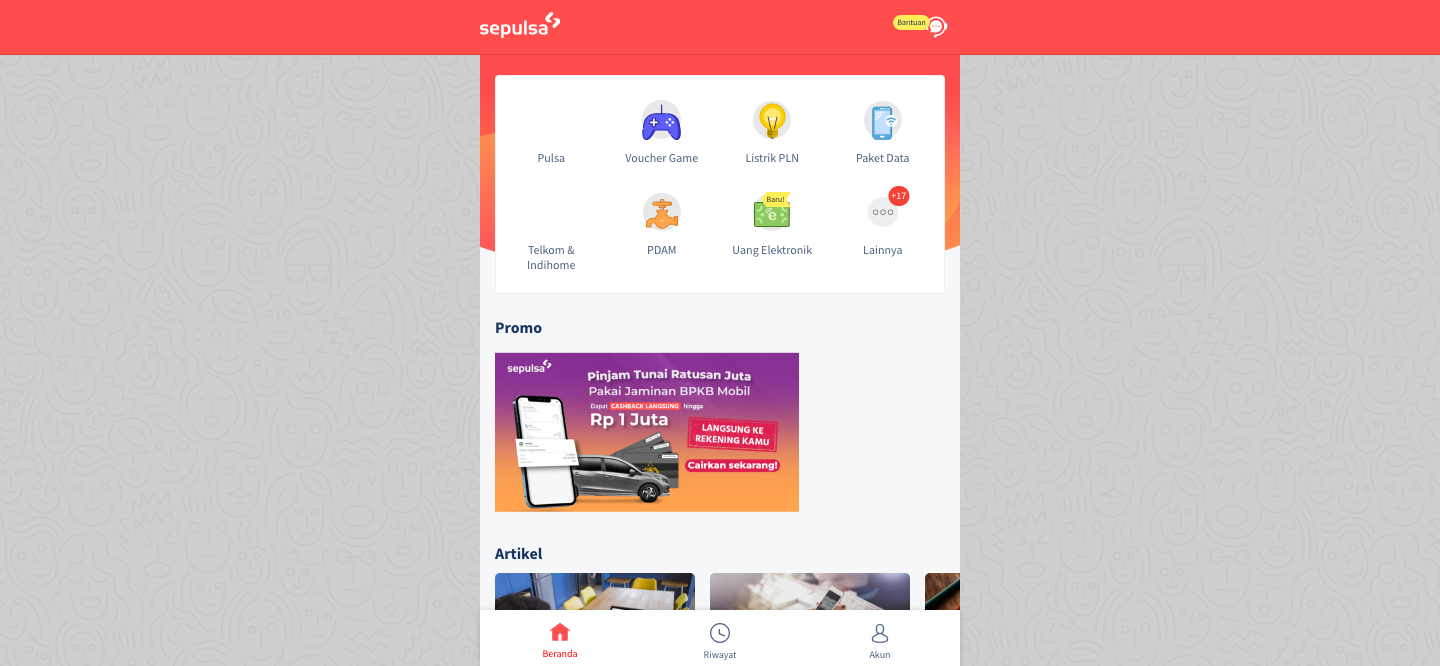 sepulsa
Bantuan
Pulsa
Voucher Game
Listrik PLN
Paket Data
Telkom &
Indihome
PDAM
Baru!
Uang Elektronik
+17
Lainnya
Promo
sepulsa
Pinjam Tunai Ratusan Juta
Pakai Jaminan BPKB Mobil
Dapat CASHBACK LANGSUNG hingga
Rp 1 Juta
LANGSUNG KE
REKENING KAMU
Cairkan sekarang!
Artikel
Beranda
Riwayat
Akun